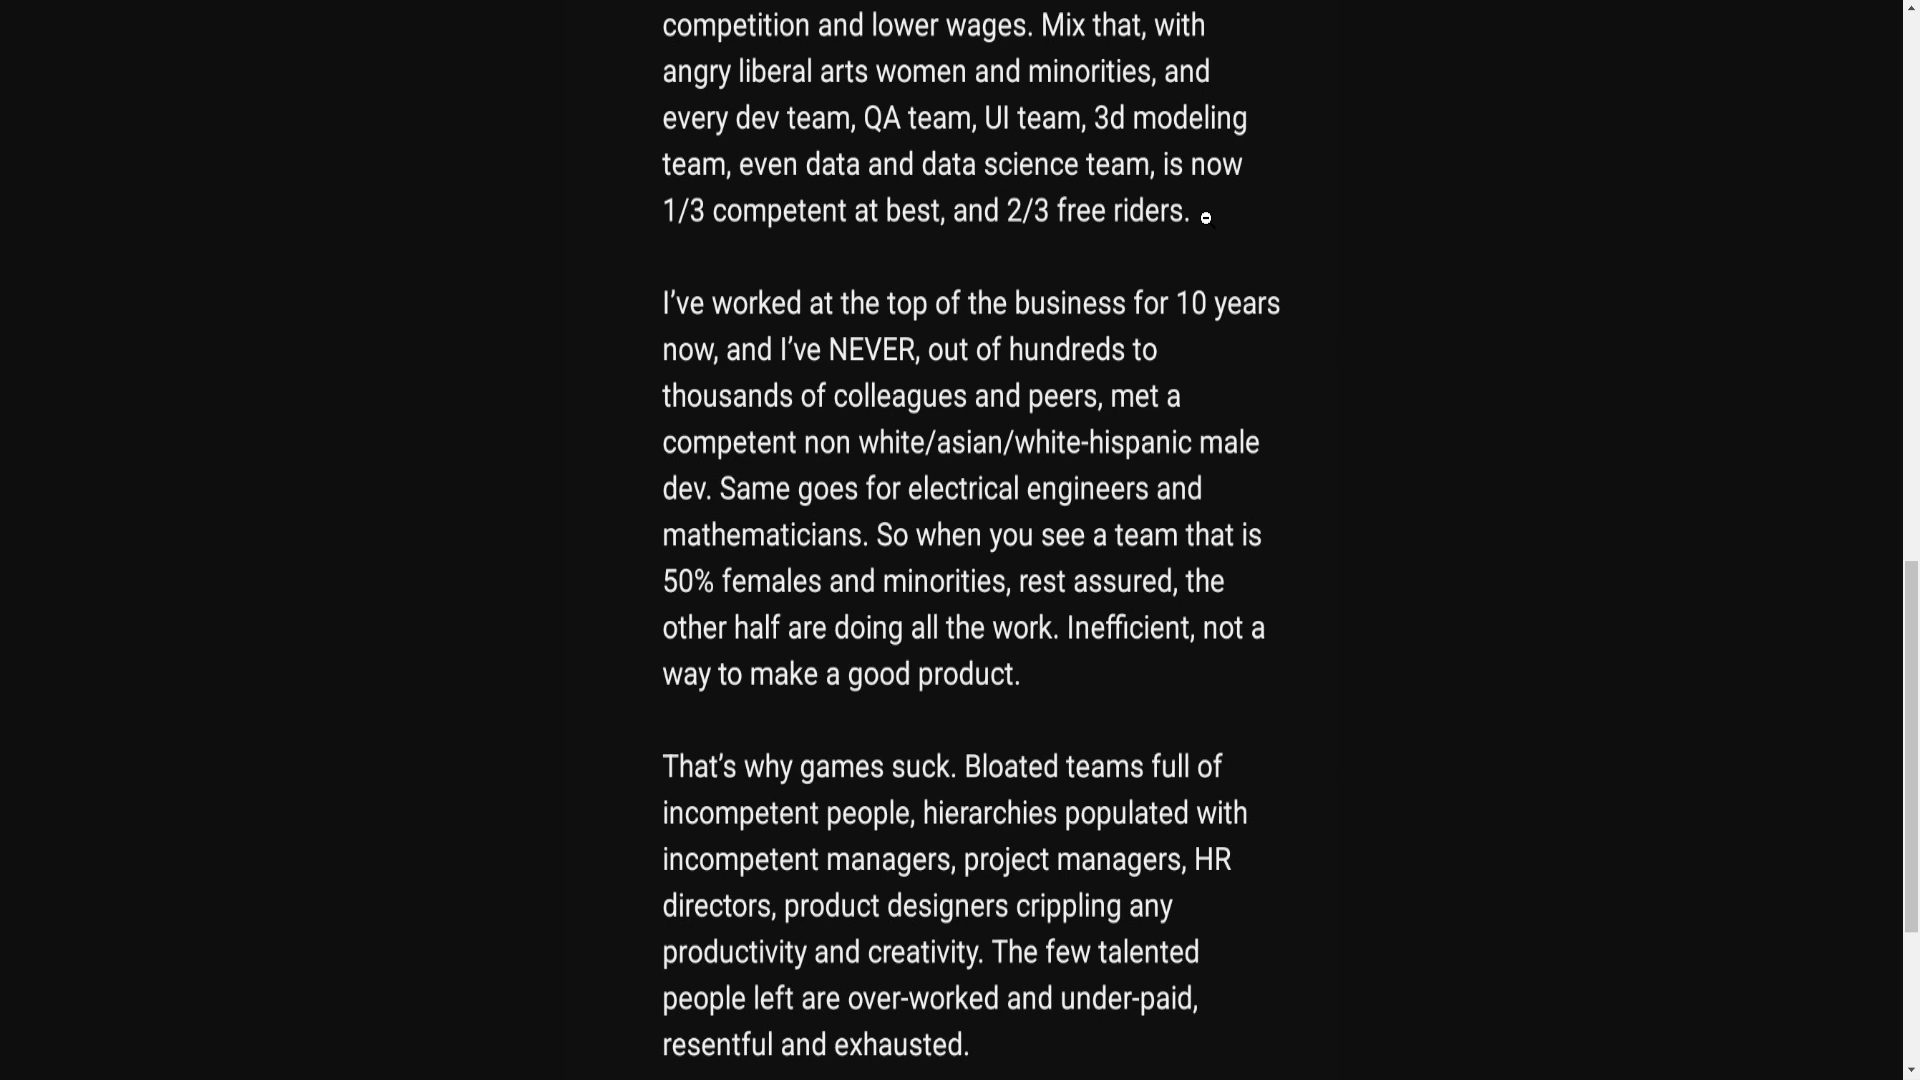 competition and lower wages. Mix that, with
angry liberal arts women and minorities, and
every dev team, QA team, UI team, 3d modeling
team, even data and data science team, is now
1/3 competent at best, and 2/3 free riders.
I’ve worked at the top of the business for 10 years
now, and I’ve NEVER, out of hundreds to
thousands of colleagues and peers, met a
competent non white/asian/white-hispanic male
dev. Same goes for electrical engineers and
mathematicians. So when you see a team that is
50% females and minorities, rest assured, the
other half are doing all the work. Inefficient, not a
way to make a good product.
That’s why games suck. Bloated teams full of
incompetent people, hierarchies populated with
incompetent managers, project managers, HR
directors, product designers crippling any
productivity and creativity. The few talented
people left are over-worked and under-paid,
resentful and exhausted.